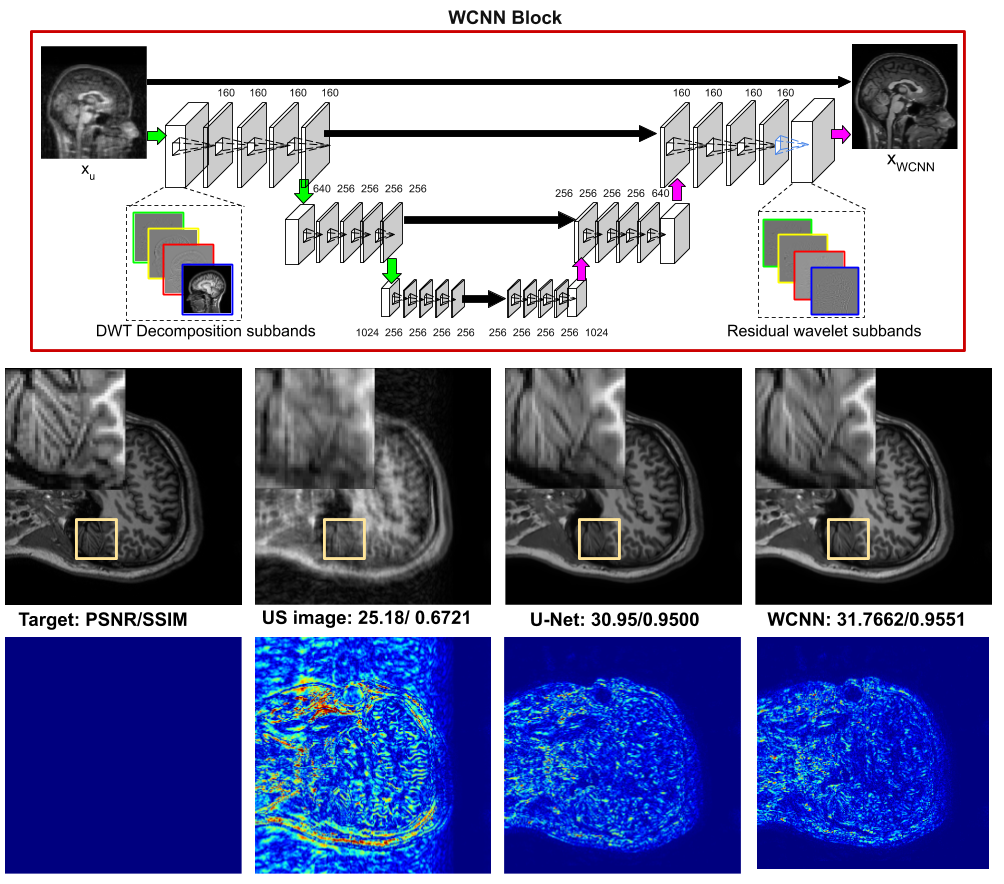 WCNN Block
160 160 160 160
160 160 160 160
x_u
x_WCNN
640 256 256 256 256
256 256 256 256 640
DWT Decomposition subbands
1024 256 256 256 256
256 256 256 256 1024
Residual wavelet subbands
Target: PSNR/SSIM
US image: 25.18/ 0.6721
U-Net: 30.95/0.9500
WCNN: 31.7662/0.9551